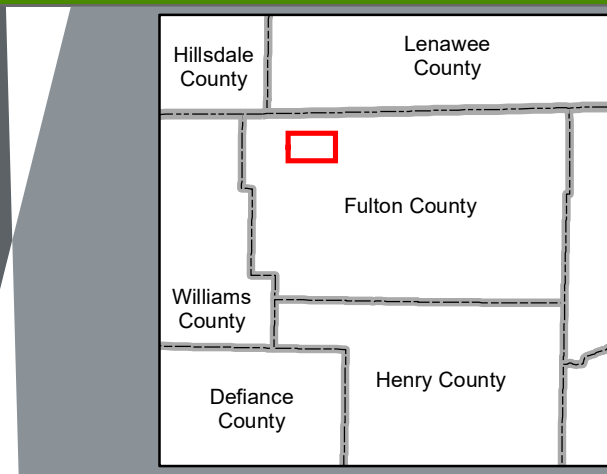 Hillsdale
County
Lenawee
County
Fulton County
Williams
County
Henry County
Defiance
County